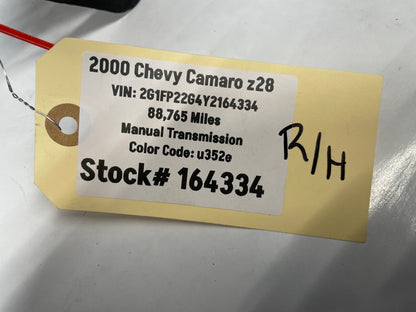 2000 Chevy Camaro z28
VIN: 2G1FP22G4Y2164334
88,765 Miles
Manual Transmission
Color Code: u352e
Stock# 164334
R/H